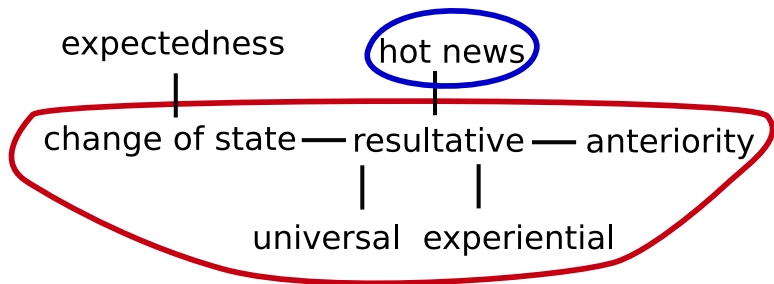 expectedness
hot news
change of state
resultative
anteriority
universal
experiential